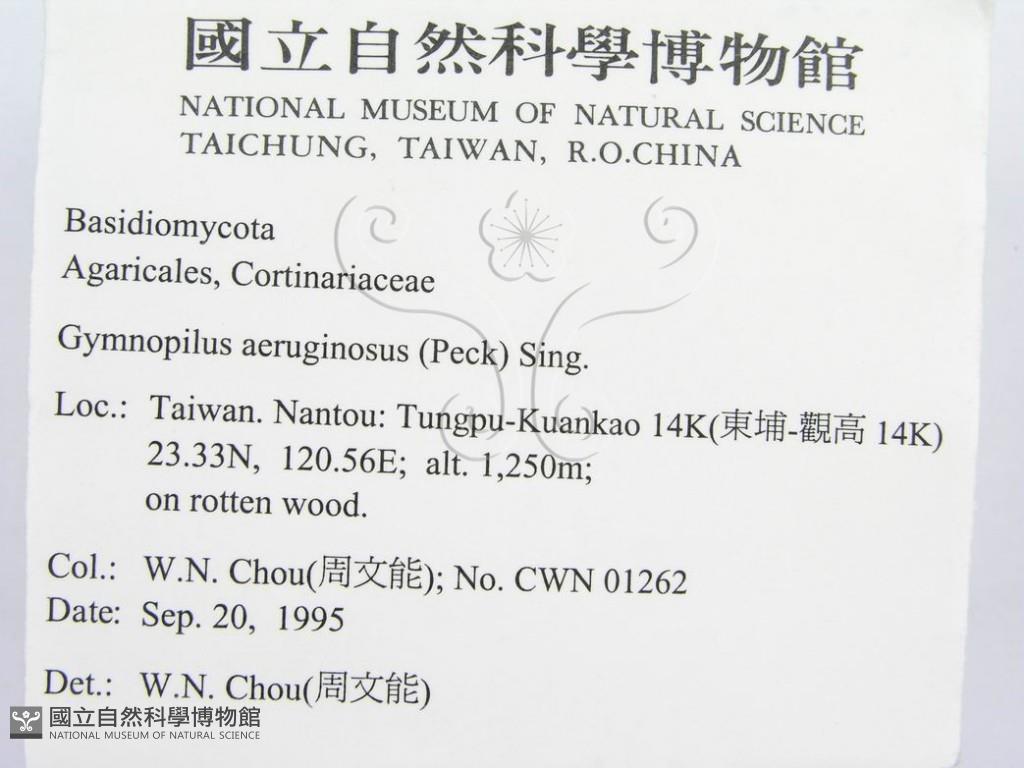 國立自然科學博物館
NATIONAL MUSEUM OF NATURAL SCIENCE
TAICHUNG, TAIWAN, R.O.CHINA
Basidiomycota
Agaricales, Cortinariaceae
Gymnopilus aeruginosus (Peck) Sing.
Loc.: Taiwan. Nantou: Tungpu-Kuankao 14K(東埔-觀高 14K)
23.33N, 120.56E; alt. 1,250m;
on rotten wood.
Col.: W.N. Chou(周文能); No. CWN 01262
Date: Sep. 20, 1995
Det.: W.N. Chou(周文能)
國立自然科學博物館
NATIONAL MUSEUM OF NATURAL SCIENCE